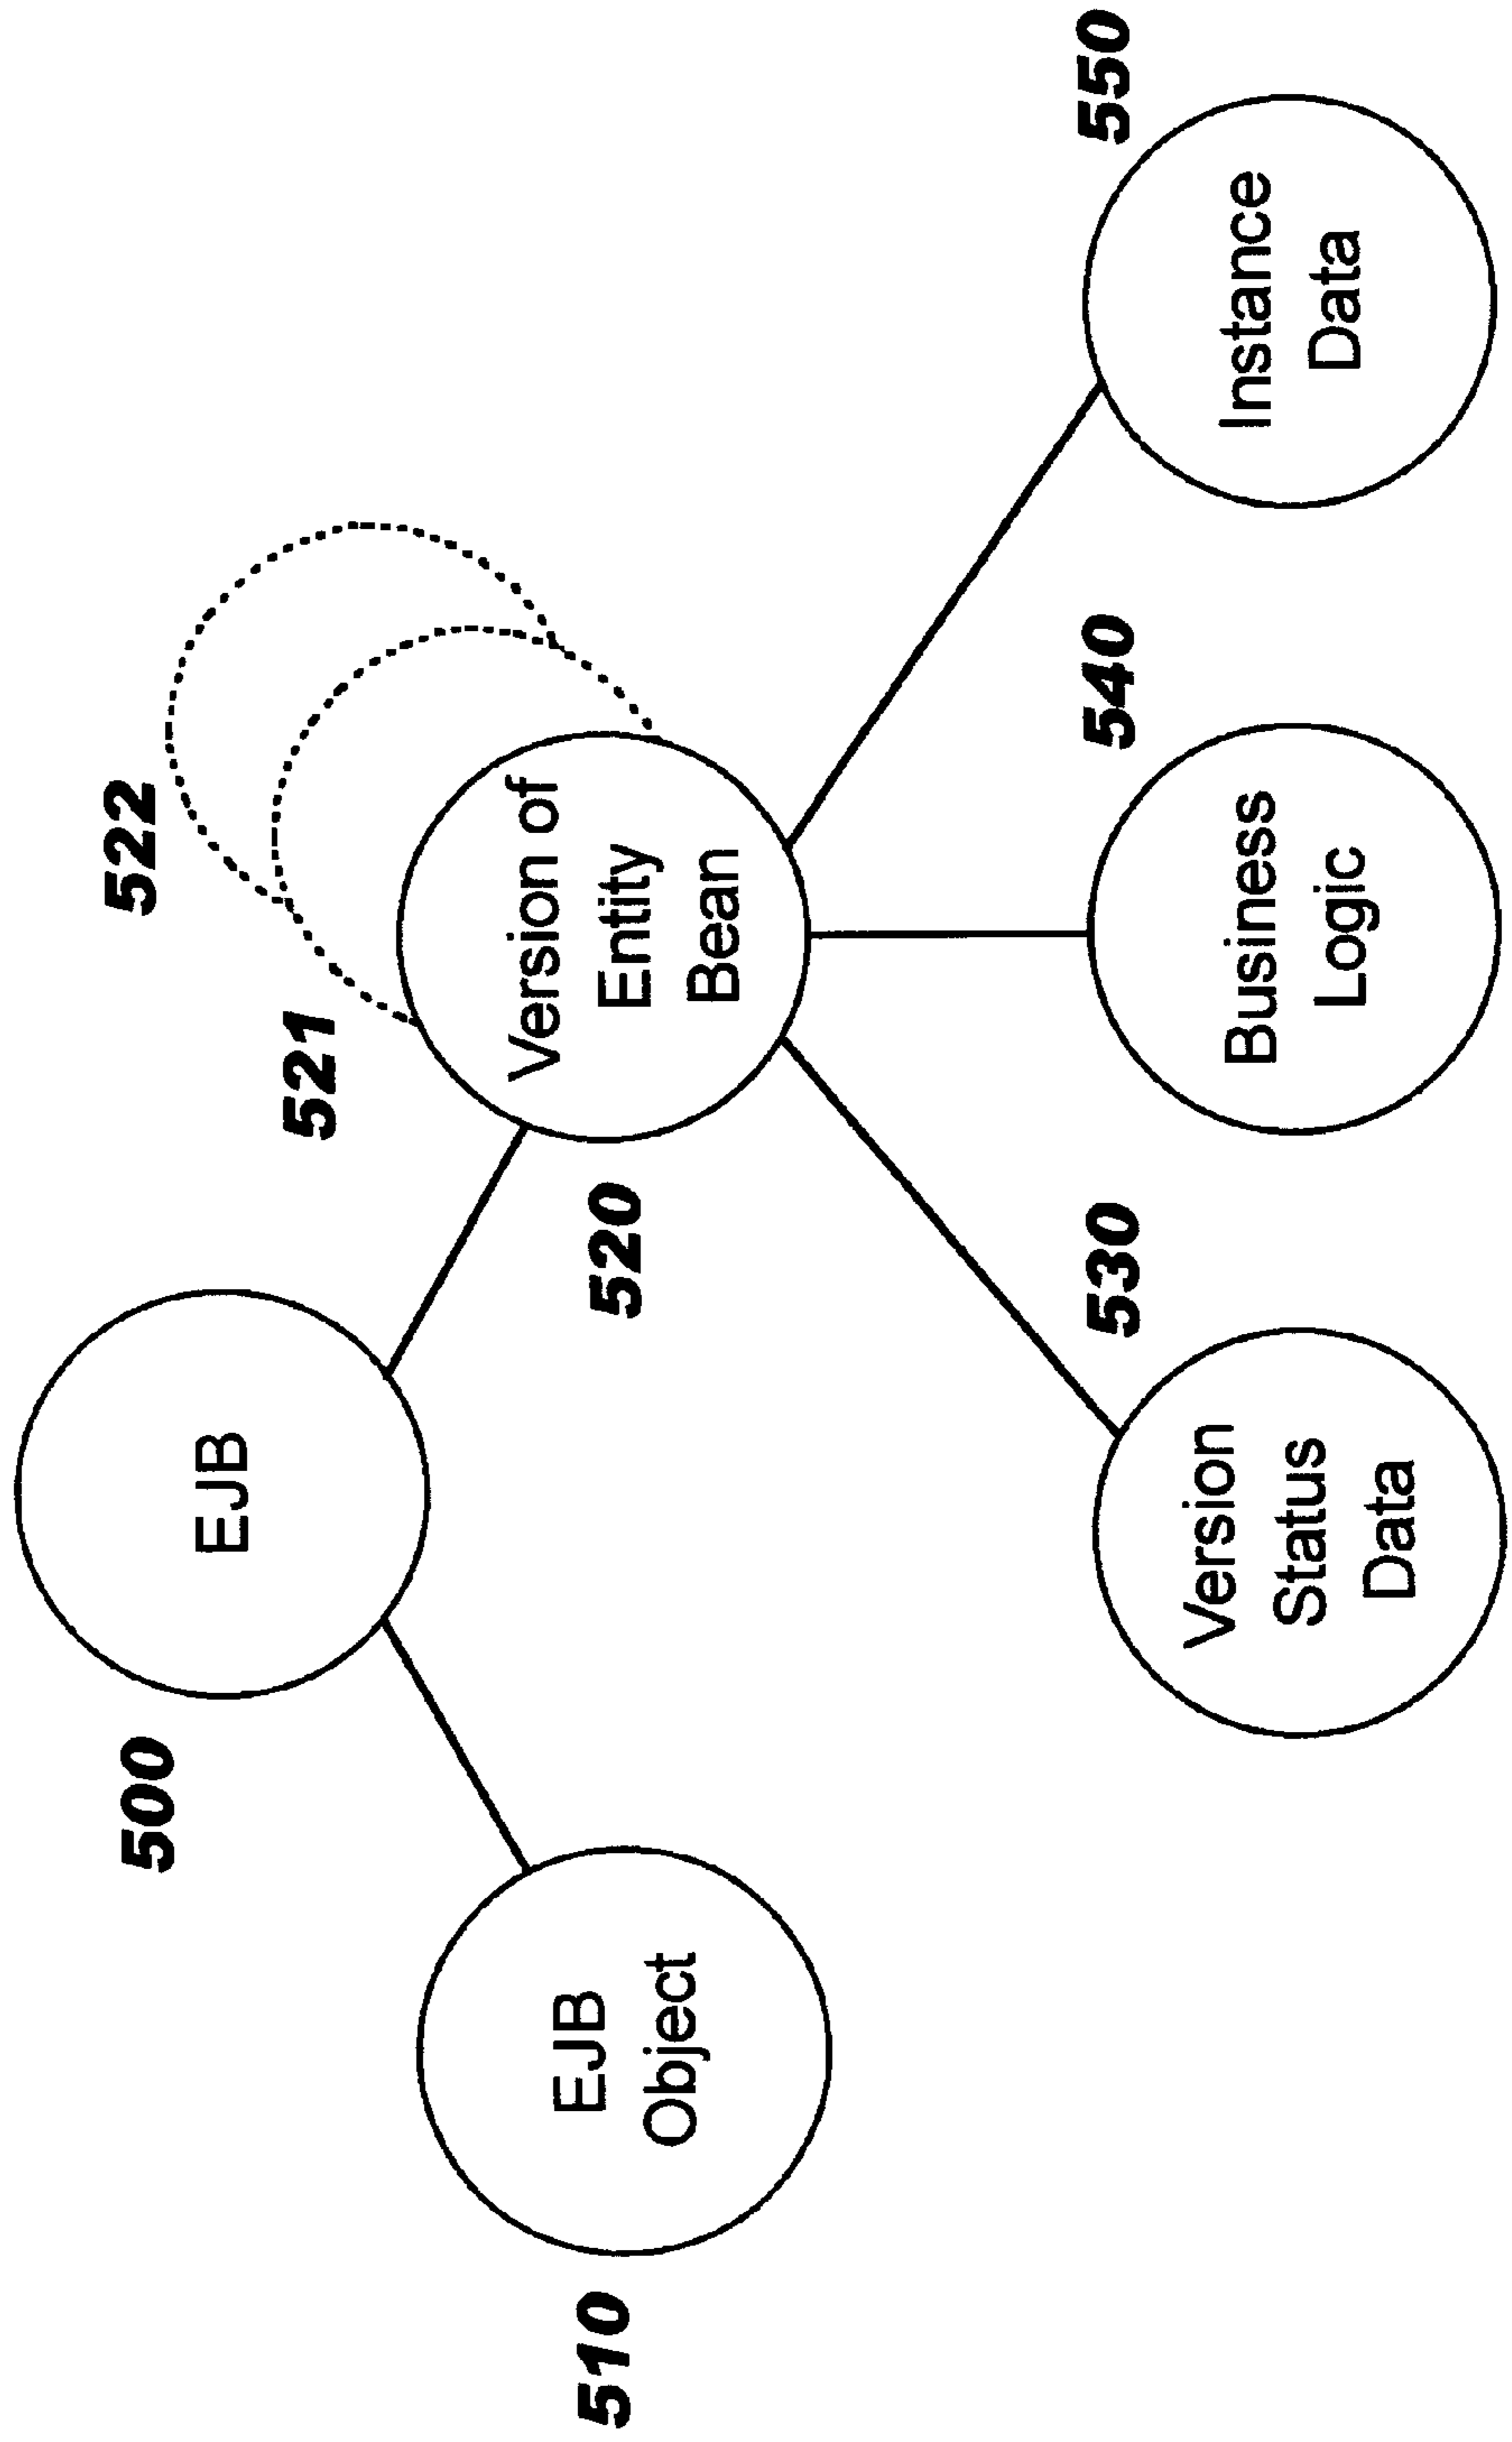 500
EJB
510
EJB
Object
522
521
520
Version of
Entity
Bean
530
Version
Status
Data
540
Business
Logic
550
Instance
Data